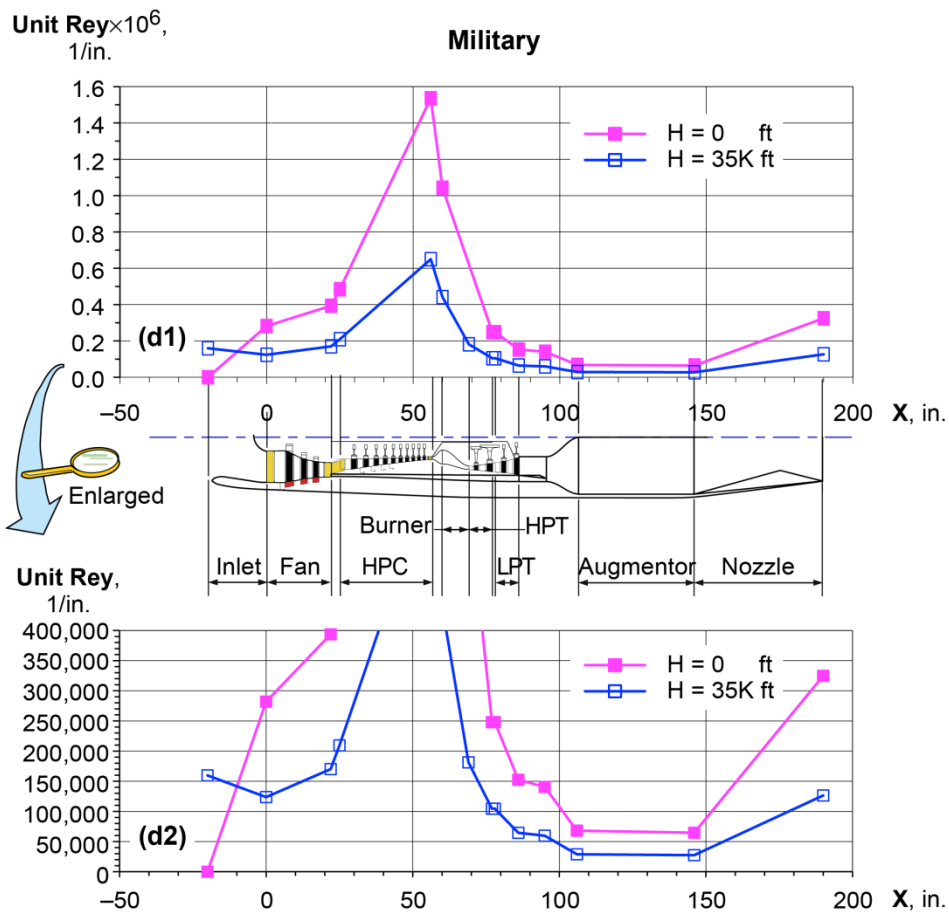 Unit Rey×10⁶,
1/in.
Military
1.6
1.4
1.2
1.0
0.8
0.6
0.4
0.2
0.0
H = 0 ft
H = 35K ft
(d1)
–50 0 50 100 150 200 X, in.
Enlarged
Burner HPT
Inlet Fan HPC LPT Augmentor Nozzle
Unit Rey,
1/in.
400,000
350,000
300,000
250,000
200,000
150,000
100,000
50,000
0
H = 0 ft
H = 35K ft
(d2)
–50 0 50 100 150 200 X, in.